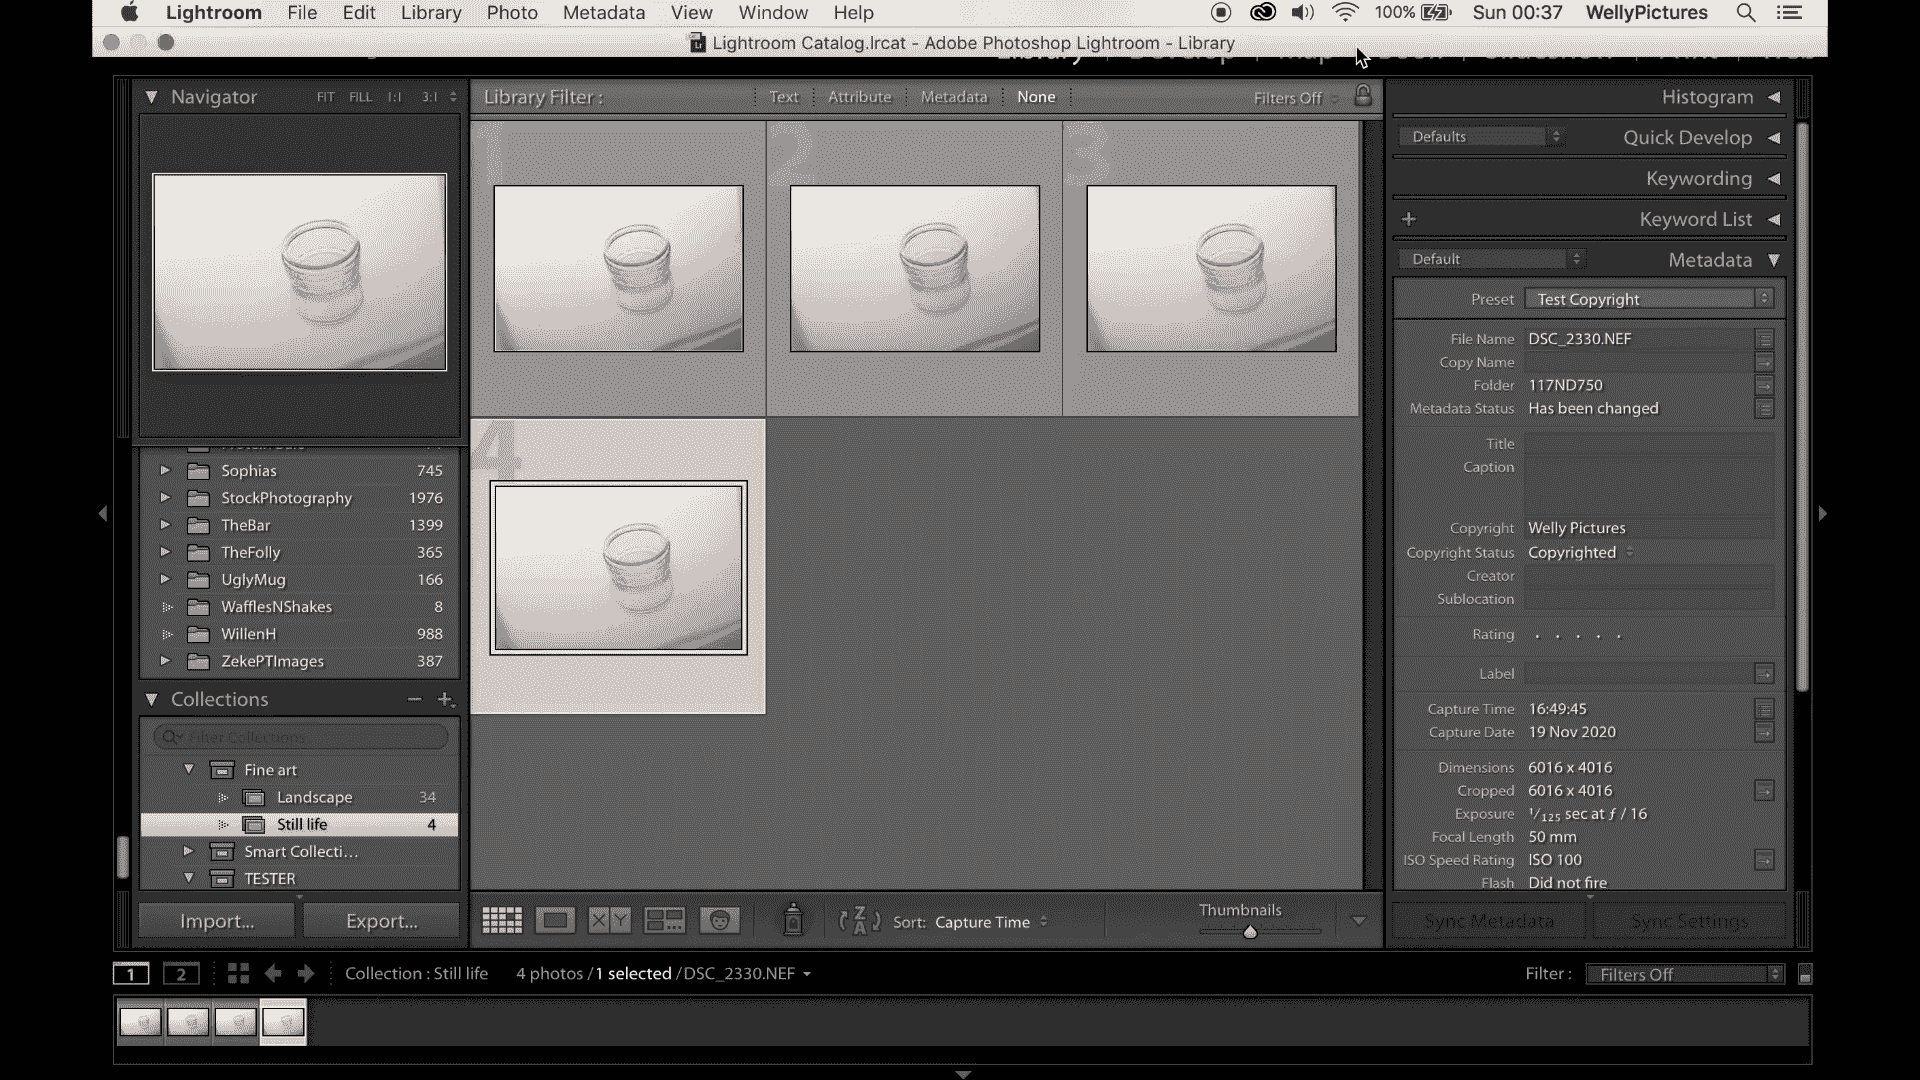 Lightroom File Edit Library Photo Metadata View Window Help 100% Sun 00:37 WellyPictures
Lightroom Catalog.lrcat - Adobe Photoshop Lightroom - Library
Navigator FIT FILL 1:1 3:1
Library Filter : Text Attribute Metadata None Filters Off
Histogram
Defaults Quick Develop
Keywording
Keyword List
Default Metadata
1 2 3
4
Sophias 745
StockPhotography 1976
TheBar 1399
TheFolly 365
UglyMug 166
WafflesNShakes 8
WillenH 988
ZekePTImages 387
Collections
Filter Collections
Fine art
Landscape 34
Still life 4
Smart Collecti...
TESTER
Import... Export...
Preset Test Copyright
File Name DSC_2330.NEF
Copy Name
Folder 117ND750
Metadata Status Has been changed
Title
Caption
Copyright Welly Pictures
Copyright Status Copyrighted
Creator
Sublocation
Rating
Label
Capture Time 16:49:45
Capture Date 19 Nov 2020
Dimensions 6016 x 4016
Cropped 6016 x 4016
Exposure 1/125 sec at ƒ / 16
Focal Length 50 mm
ISO Speed Rating ISO 100
Flash Did not fire
X Y Z A Sort: Capture Time Thumbnails
Sync Metadata Sync Settings
1 2 Collection : Still life 4 photos / 1 selected / DSC_2330.NEF Filter : Filters Off